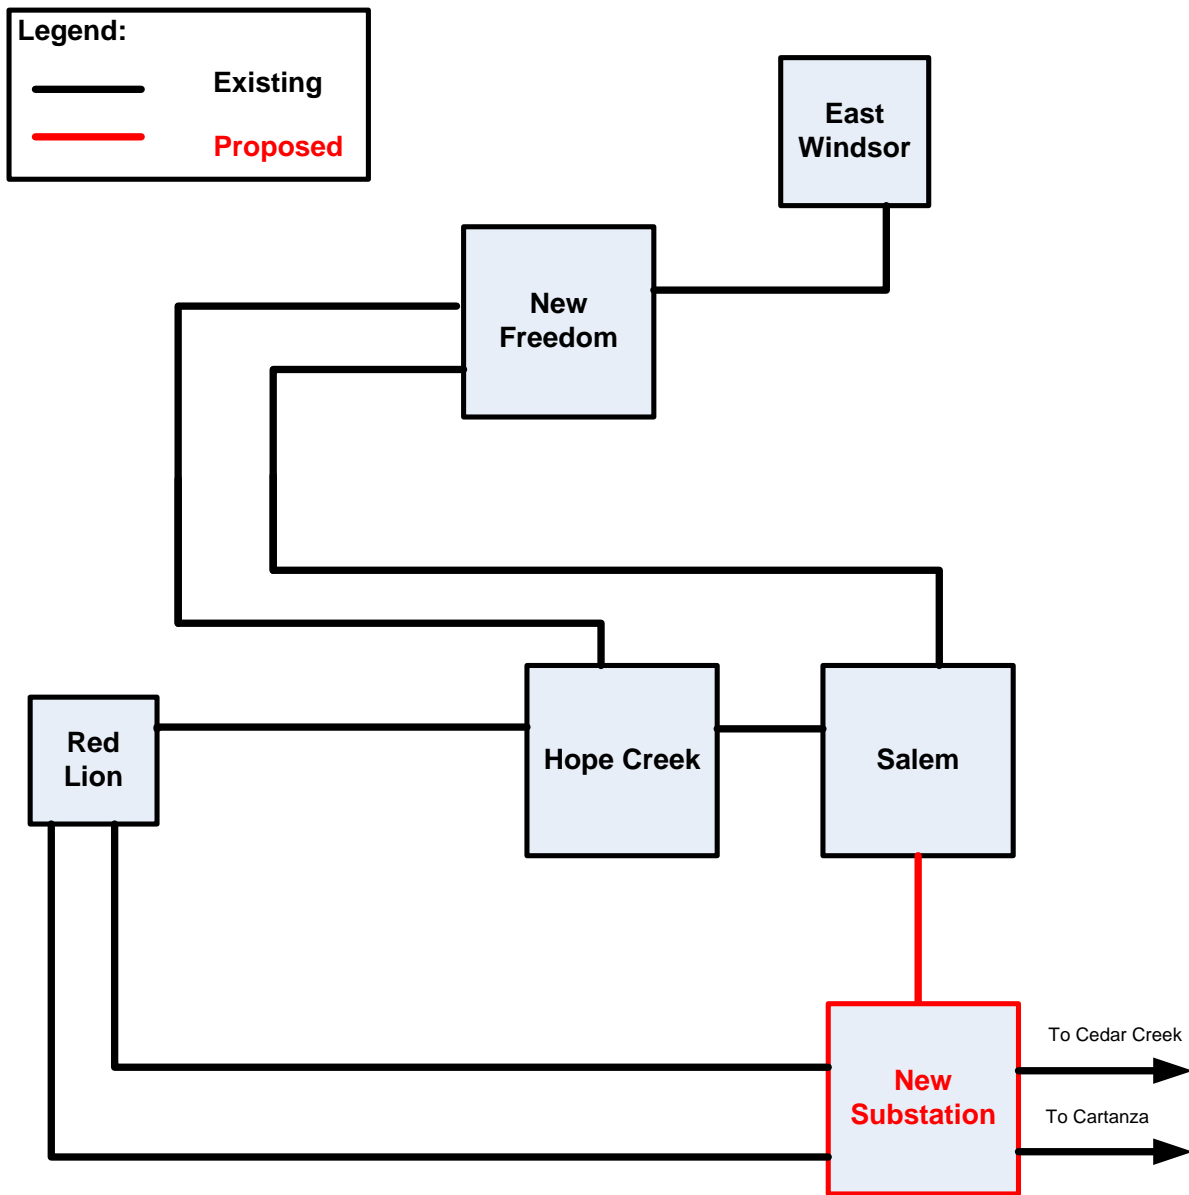 Legend:
Existing
Proposed
East
Windsor
New
Freedom
Red
Lion
Hope Creek
Salem
To Cedar Creek
New
Substation
To Cartanza